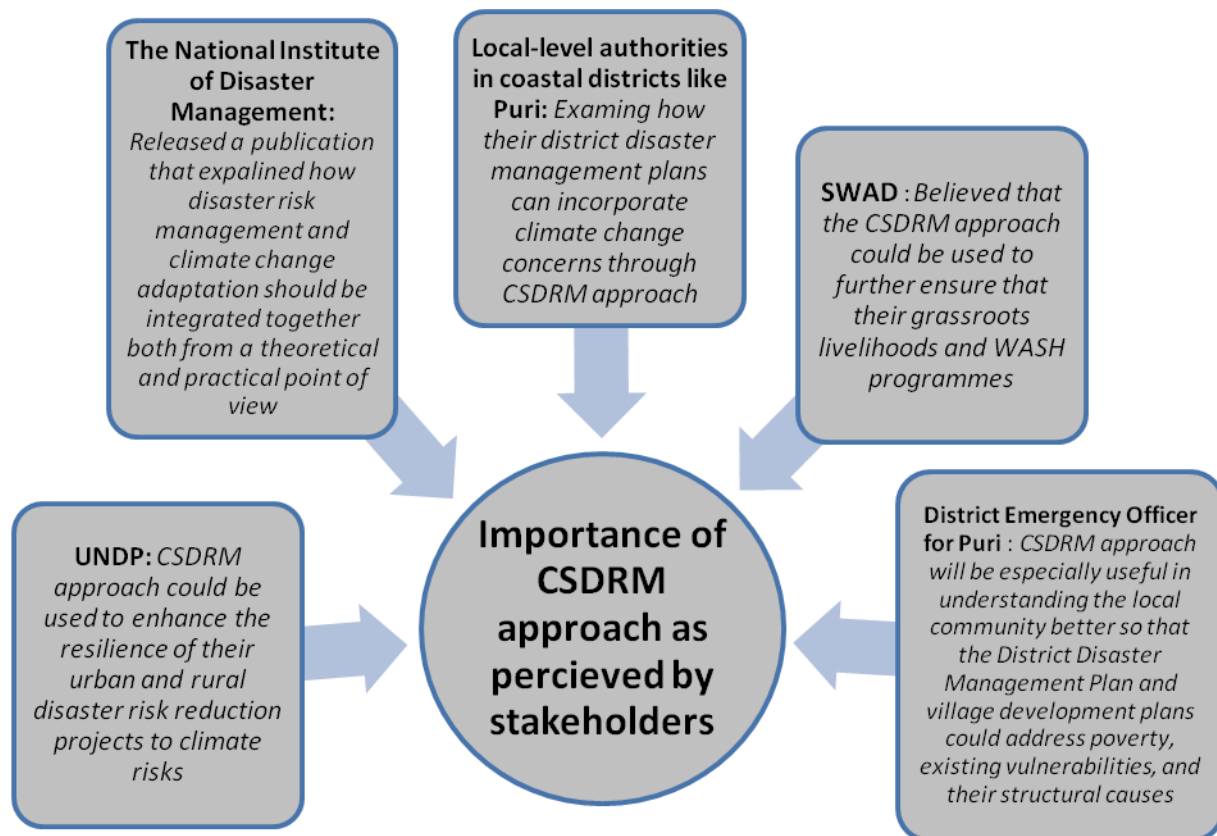 The National Institute
of Disaster
Management:
Released a publication
that expalined how
disaster risk
management and
climate change
adaptation should be
integrated together
both from a theoretical
and practical point of
view
Local-level authorities
in coastal districts like
Puri: Examing how
their district disaster
management plans
can incorporate
climate change
concerns through
CSDRM approach
SWAD : Believed that
the CSDRM approach
could be used to
further ensure that
their grassroots
livelihoods and WASH
programmes
UNDP: CSDRM
approach could be
used to enhance the
resilience of their
urban and rural
disaster risk reduction
projects to climate
risks
Importance of
CSDRM
approach as
percieved by
stakeholders
District Emergency Officer
for Puri : CSDRM approach
will be especially useful in
understanding the local
community better so that
the District Disaster
Management Plan and
village development plans
could address poverty,
existing vulnerabilities, and
their structural causes